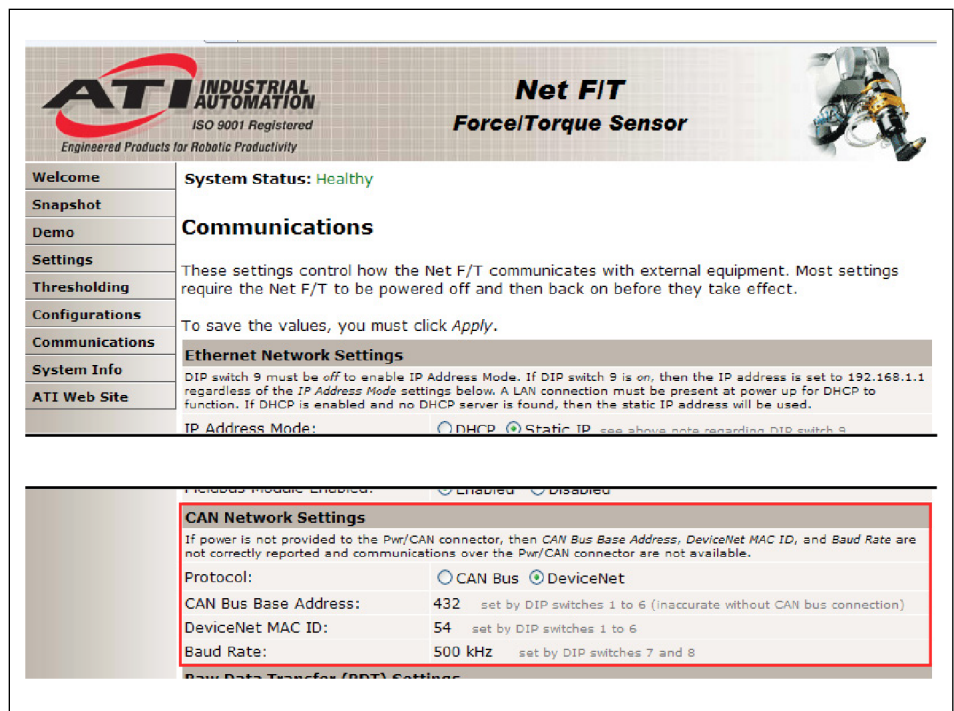 ATI INDUSTRIAL
AUTOMATION
ISO 9001 Registered
Engineered Products for Robotic Productivity
Net F/T
Force/Torque Sensor
Welcome
Snapshot
Demo
Settings
Thresholding
Configurations
Communications
System Info
ATI Web Site
System Status: Healthy
Communications
These settings control how the Net F/T communicates with external equipment. Most settings
require the Net F/T to be powered off and then back on before they take effect.
To save the values, you must click Apply.
Ethernet Network Settings
DIP switch 9 must be off to enable IP Address Mode. If DIP switch 9 is on, then the IP address is set to 192.168.1.1
regardless of the IP Address Mode settings below. A LAN connection must be present at power up for DHCP to
function. If DHCP is enabled and no DHCP server is found, then the static IP address will be used.
IP Address Mode: DHCP Static IP see above note regarding DIP switch 9
Fieldbus Module Enabled: Enabled Disabled
CAN Network Settings
If power is not provided to the Pwr/CAN connector, then CAN Bus Base Address, DeviceNet MAC ID, and Baud Rate are
not correctly reported and communications over the Pwr/CAN connector are not available.
Protocol: CAN Bus DeviceNet
CAN Bus Base Address: 432 set by DIP switches 1 to 6 (inaccurate without CAN bus connection)
DeviceNet MAC ID: 54 set by DIP switches 1 to 6
Baud Rate: 500 kHz set by DIP switches 7 and 8
Raw Data Transfer (RDT) Settings